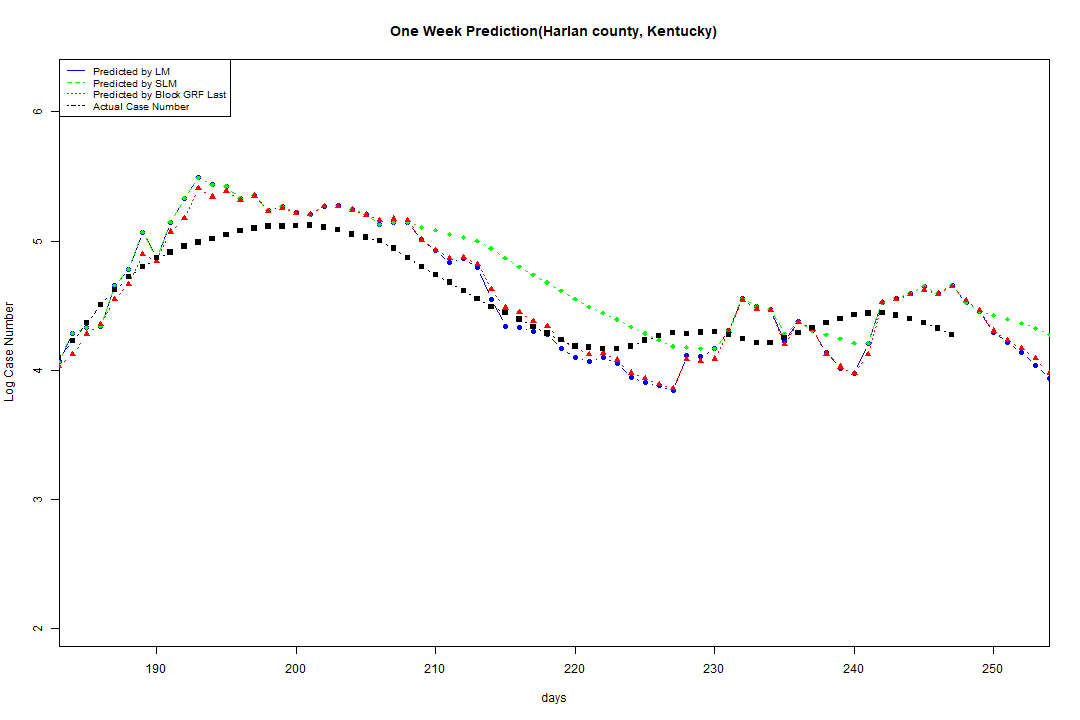 One Week Prediction(Harlan county, Kentucky)
Predicted by LM
Predicted by SLM
Predicted by Block GRF Last
Actual Case Number
6
5
4
3
2
Log Case Number
190 200 210 220 230 240 250
days